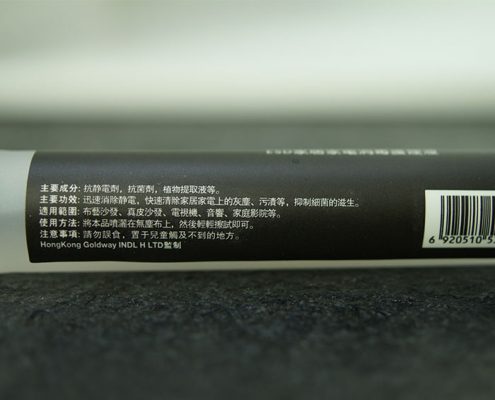 主要成分: 抗静電劑，抗菌劑，植物提取液等。
主要功效: 迅速消除静電，快速清除家居家電上的灰塵、污漬等，抑制細菌的滋生。
適用範圍: 布藝沙發、真皮沙發、電視機、音響、家庭影院等。
使用方法: 將本品噴灑在無塵布上，然後輕輕擦試即可。
注意事項: 請勿誤食，置于兒童觸及不到的地方。
HongKong Goldway INDL H LTD監制
6 920510 5